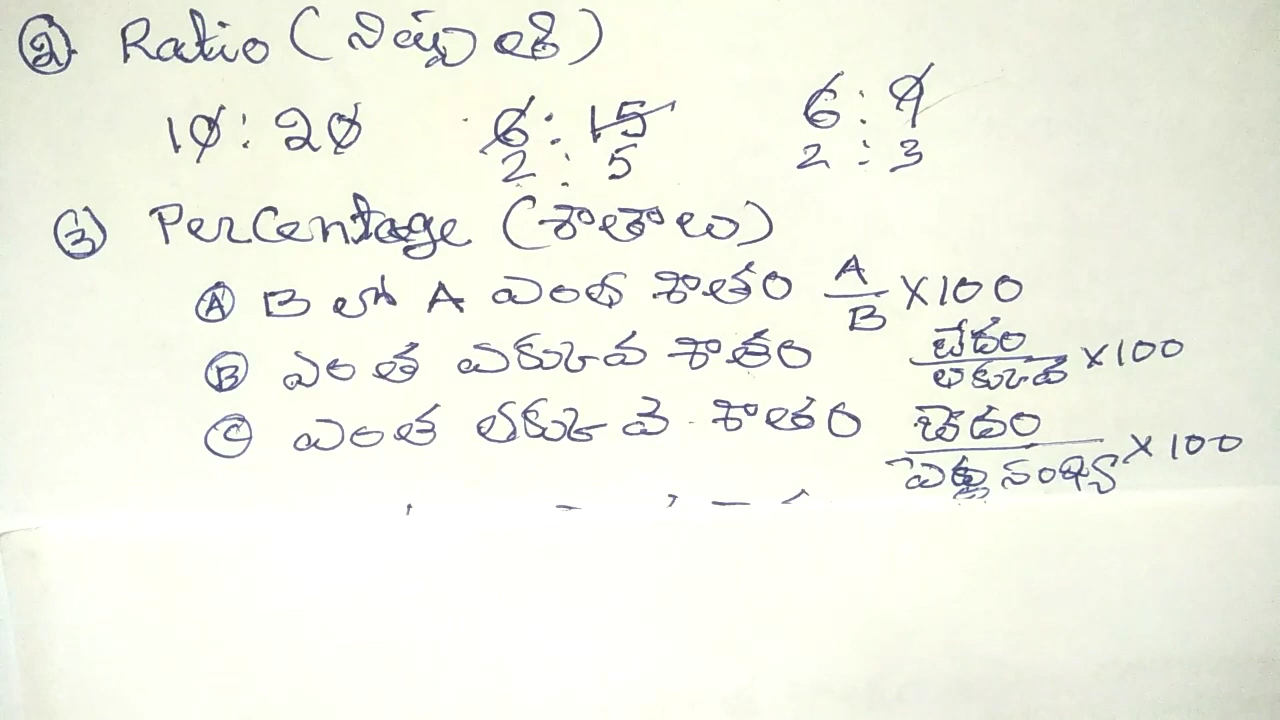 ② Ratio (నిష్పత్తి)
10 : 20 6 : 15 6 : 9
2 : 5 2 : 3
③ Percentage (శాతాలు)
Ⓐ B లో A ఎంత శాతం A/B × 100
Ⓑ ఎంత ఎక్కువ శాతం భేదం/తక్కువ × 100
Ⓒ ఎంత తక్కువ శాతం భేదం/పెద్ద సంఖ్య × 100